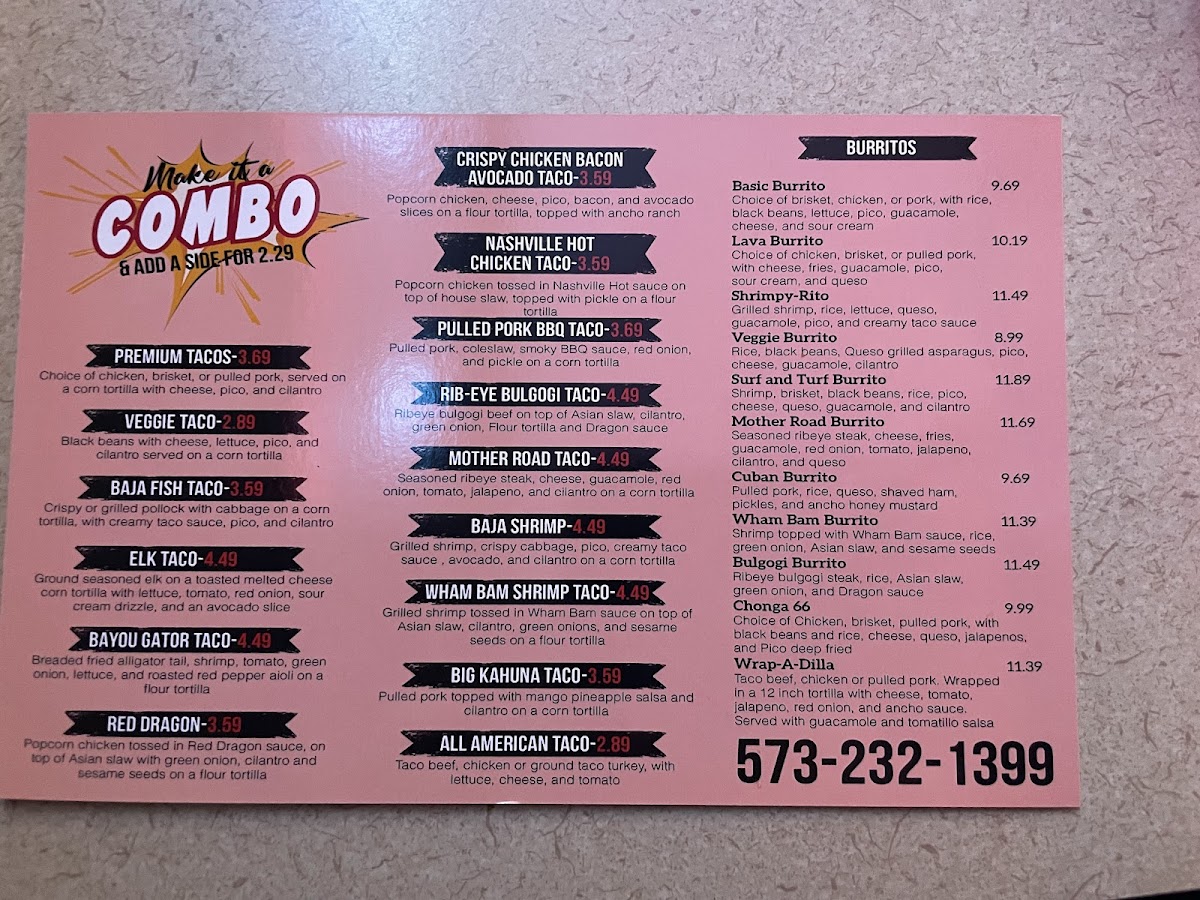 Make it a
COMBO
& ADD A SIDE FOR 2.29
PREMIUM TACOS-3.69
Choice of chicken, brisket, or pulled pork, served on
a corn tortilla with cheese, pico, and cilantro
VEGGIE TACO-2.89
Black beans with cheese, lettuce, pico, and
cilantro served on a corn tortilla
BAJA FISH TACO-3.59
Crispy or grilled pollock with cabbage on a corn
tortilla, with creamy taco sauce, pico, and cilantro
ELK TACO-4.49
Ground seasoned elk on a toasted melted cheese
corn tortilla with lettuce, tomato, red onion, sour
cream drizzle, and an avocado slice
BAYOU GATOR TACO-4.49
Breaded fried alligator tail, shrimp, tomato, green
onion, lettuce, and roasted red pepper aioli on a
flour tortilla
RED DRAGON-3.59
Popcorn chicken tossed in Red Dragon sauce, on
top of Asian slaw with green onion, cilantro and
sesame seeds on a flour tortilla
CRISPY CHICKEN BACON
AVOCADO TACO-3.59
Popcorn chicken, cheese, pico, bacon, and avocado
slices on a flour tortilla, topped with ancho ranch
NASHVILLE HOT
CHICKEN TACO-3.59
Popcorn chicken tossed in Nashville Hot sauce on
top of house slaw, topped with pickle on a flour
tortilla
PULLED PORK BBQ TACO-3.69
Pulled pork, coleslaw, smoky BBQ sauce, red onion,
and pickle on a corn tortilla
RIB-EYE BULGOGI TACO-4.49
Ribeye bulgogi beef on top of Asian slaw, cilantro,
green onion, Flour tortilla and Dragon sauce
MOTHER ROAD TACO-4.49
Seasoned ribeye steak, cheese, guacamole, red
onion, tomato, jalapeno, and cilantro on a corn tortilla
BAJA SHRIMP-4.49
Grilled shrimp, crispy cabbage, pico, creamy taco
sauce , avocado, and cilantro on a corn tortilla
WHAM BAM SHRIMP TACO-4.49
Grilled shrimp tossed in Wham Bam sauce on top of
Asian slaw, cilantro, green onions, and sesame
seeds on a flour tortilla
BIG KAHUNA TACO-3.59
Pulled pork topped with mango pineapple salsa and
cilantro on a corn tortilla
ALL AMERICAN TACO-2.89
Taco beef, chicken or ground taco turkey, with
lettuce, cheese, and tomato
BURRITOS
Basic Burrito 9.69
Choice of brisket, chicken, or pork, with rice,
black beans, lettuce, pico, guacamole,
cheese, and sour cream
Lava Burrito 10.19
Choice of chicken, brisket, or pulled pork,
with cheese, fries, guacamole, pico,
sour cream, and queso
Shrimpy-Rito 11.49
Grilled shrimp, rice, lettuce, queso,
guacamole, pico, and creamy taco sauce
Veggie Burrito 8.99
Rice, black beans, Queso grilled asparagus, pico,
cheese, guacamole, cilantro
Surf and Turf Burrito 11.89
Shrimp, brisket, black beans, rice, pico,
cheese, queso, guacamole, and cilantro
Mother Road Burrito 11.69
Seasoned ribeye steak, cheese, fries,
guacamole, red onion, tomato, jalapeno,
cilantro, and queso
Cuban Burrito 9.69
Pulled pork, rice, queso, shaved ham,
pickles, and ancho honey mustard
Wham Bam Burrito 11.39
Shrimp topped with Wham Bam sauce, rice,
green onion, Asian slaw, and sesame seeds
Bulgogi Burrito 11.49
Ribeye bulgogi steak, rice, Asian slaw,
green onion, and Dragon sauce
Chonga 66 9.99
Choice of Chicken, brisket, pulled pork, with
black beans and rice, cheese, queso, jalapenos,
and Pico deep fried
Wrap-A-Dilla 11.39
Taco beef, chicken or pulled pork. Wrapped
in a 12 inch tortilla with cheese, tomato,
jalapeno, red onion, and ancho sauce.
Served with guacamole and tomatillo salsa
573-232-1399